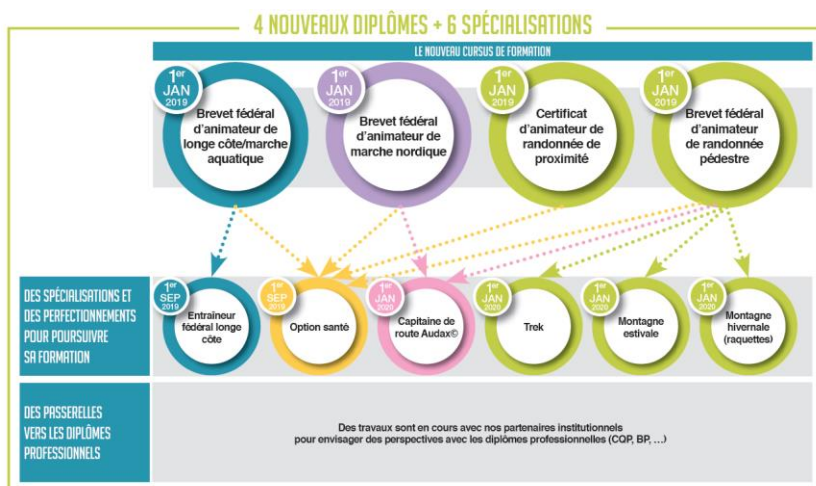 4 NOUVEAUX DIPLÔMES + 6 SPÉCIALISATIONS
LE NOUVEAU CURSUS DE FORMATION
1er
JAN
2019
Brevet fédéral
d'animateur de
longe côte/marche
aquatique
1er
JAN
2019
Brevet fédéral
d'animateur de
marche nordique
1er
JAN
2019
Certificat
d'animateur de
randonnée de
proximité
1er
JAN
2019
Brevet fédéral
d'animateur
de randonnée
pédestre
DES SPÉCIALISATIONS ET
DES PERFECTIONNEMENTS
POUR POURSUIVRE
SA FORMATION
1er
SEP
2019
Entraîneur
fédéral longe
côte
1er
SEP
2019
Option santé
1er
JAN
2020
Capitaine de
route Audax©
1er
JAN
2020
Trek
1er
JAN
2020
Montagne
estivale
1er
JAN
2020
Montagne
hivernale
(raquettes)
DES PASSERELLES
VERS LES DIPLÔMES
PROFESSIONNELS
Des travaux sont en cours avec nos partenaires institutionnels
pour envisager des perspectives avec les diplômes professionnelles (CQP, BP, ...)